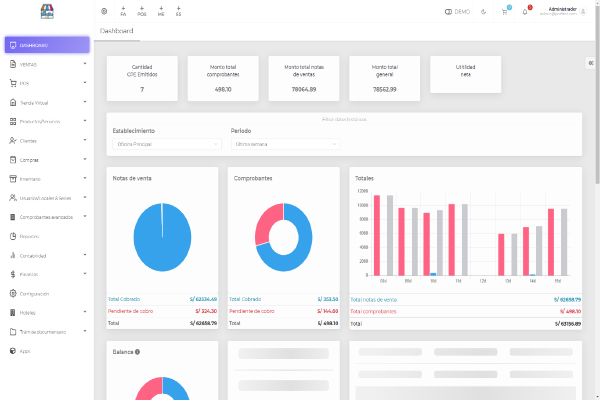 FA
POS
ME
ES
DEMO
Administrador
DASHBOARD
Dashboard
VENTAS
POS
Tienda Virtual
Productos/Servicios
Clientes
Compras
Inventario
Usuarios/Locales & Series
Comprobantes avanzados
Reportes
Contabilidad
Finanzas
Configuración
Hoteles
Trámite documentario
Apps
Cantidad
CPE Emitidos
7
Monto total
comprobantes
498.10
Monto total notas
de ventas
78064.89
Monto total
general
78562.99
Utilidad
neta
Establecimiento
Oficina Principal
Periodo
Última semana
Notas de venta
Total Cobrado S/ 62334.49
Pendiente de cobro S/ 324.30
Total S/ 62658.79
Comprobantes
Total Cobrado S/ 353.50
Pendiente de cobro S/ 144.60
Total S/ 498.10
Totales
12000
10000
8000
6000
4000
2000
0
Total notas de venta S/ 62658.79
Total comprobantes S/ 498.10
Total S/ 63156.89
Balance